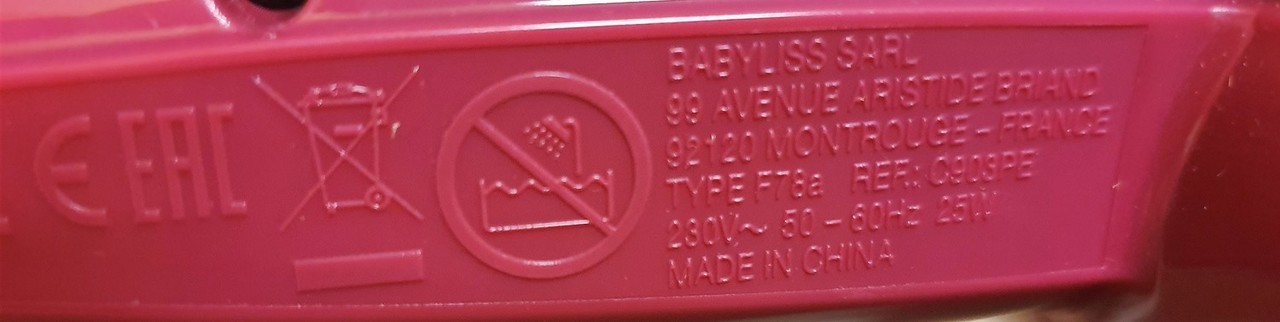 CE EAC
BABYLISS SARL
99 AVENUE ARISTIDE BRIAND
92120 MONTROUGE - FRANCE
TYPE F78a REF.: C903PE
230V~ 50 - 60Hz 25W
MADE IN CHINA